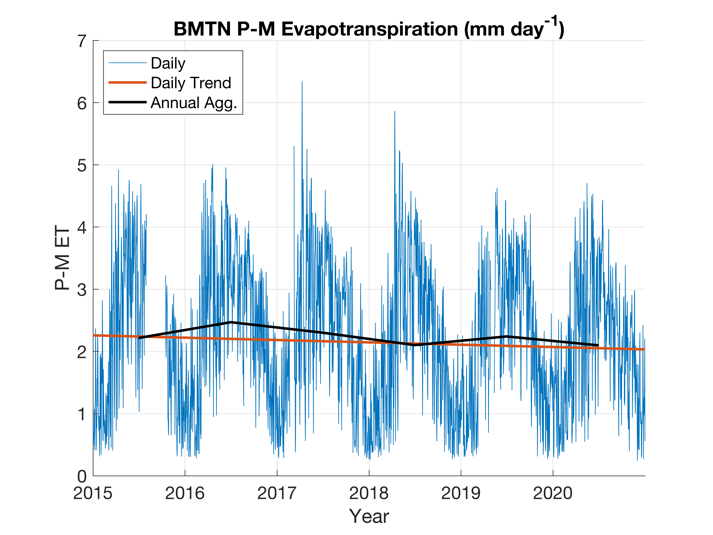 BMTN P-M Evapotranspiration (mm day-1)
Daily
Daily Trend
Annual Agg.
7
6
5
4
3
2
1
0
P-M ET
2015 2016 2017 2018 2019 2020
Year